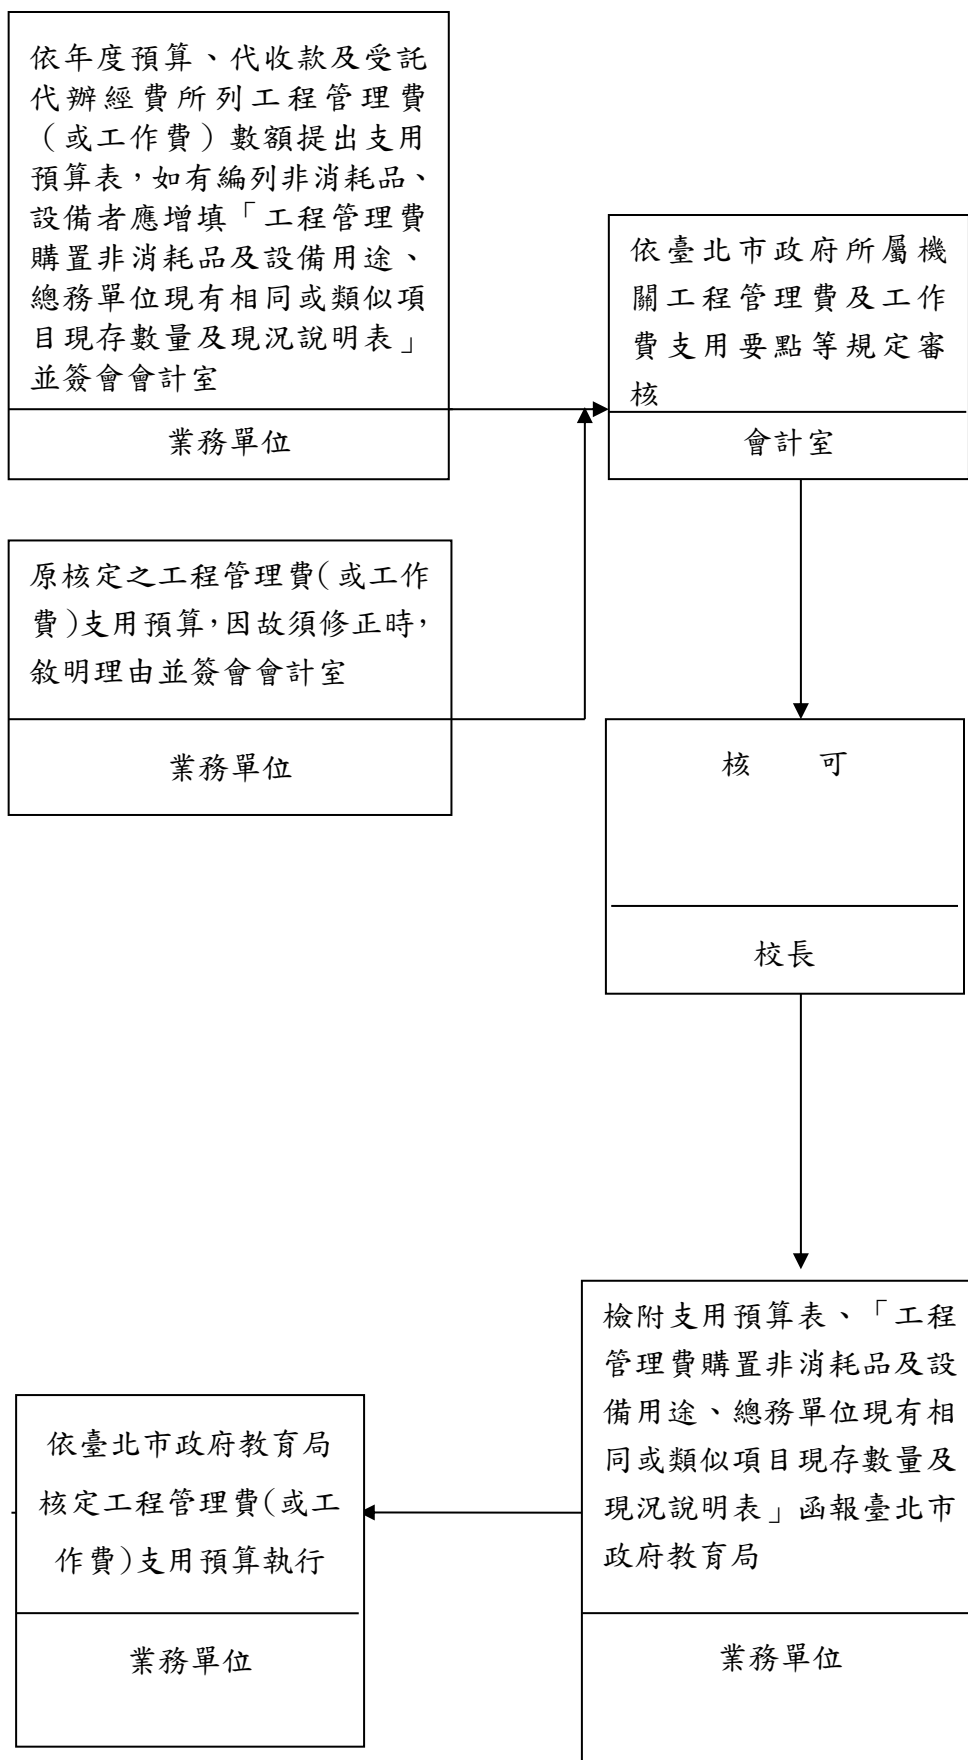 依年度預算、代收款及受託
代辦經費所列工程管理費
（或工作費）數額提出支用
預算表，如有編列非消耗品、
設備者應增填「工程管理費
購置非消耗品及設備用途、
總務單位現有相同或類似項
目現存數量及現況說明表」
並簽會會計室
業務單位
依臺北市政府所屬機
關工程管理費及工作
費支用要點等規定審
核
會計室
原核定之工程管理費(或工作
費)支用預算，因故須修正時，
敘明理由並簽會會計室
業務單位
核　　可
校長
檢附支用預算表、「工程
管理費購置非消耗品及設
備用途、總務單位現有相
同或類似項目現存數量及
現況說明表」函報臺北市
政府教育局
業務單位
依臺北市政府教育局
核定工程管理費(或工
作費)支用預算執行
業務單位